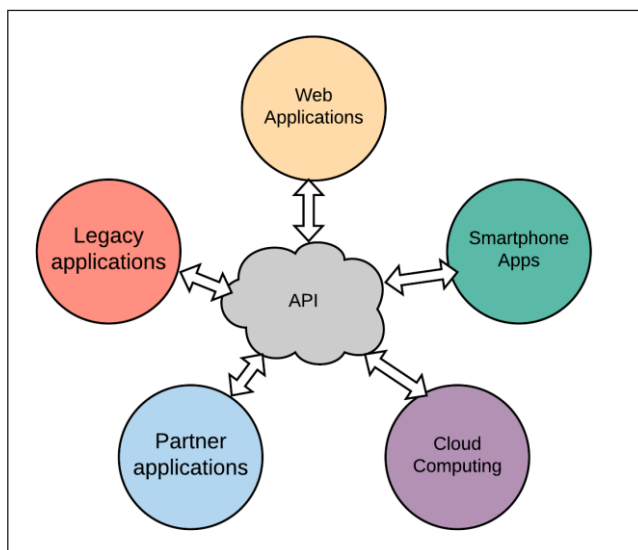 Web
Applications
Legacy
applications
Smartphone
Apps
API
Partner
applications
Cloud
Computing